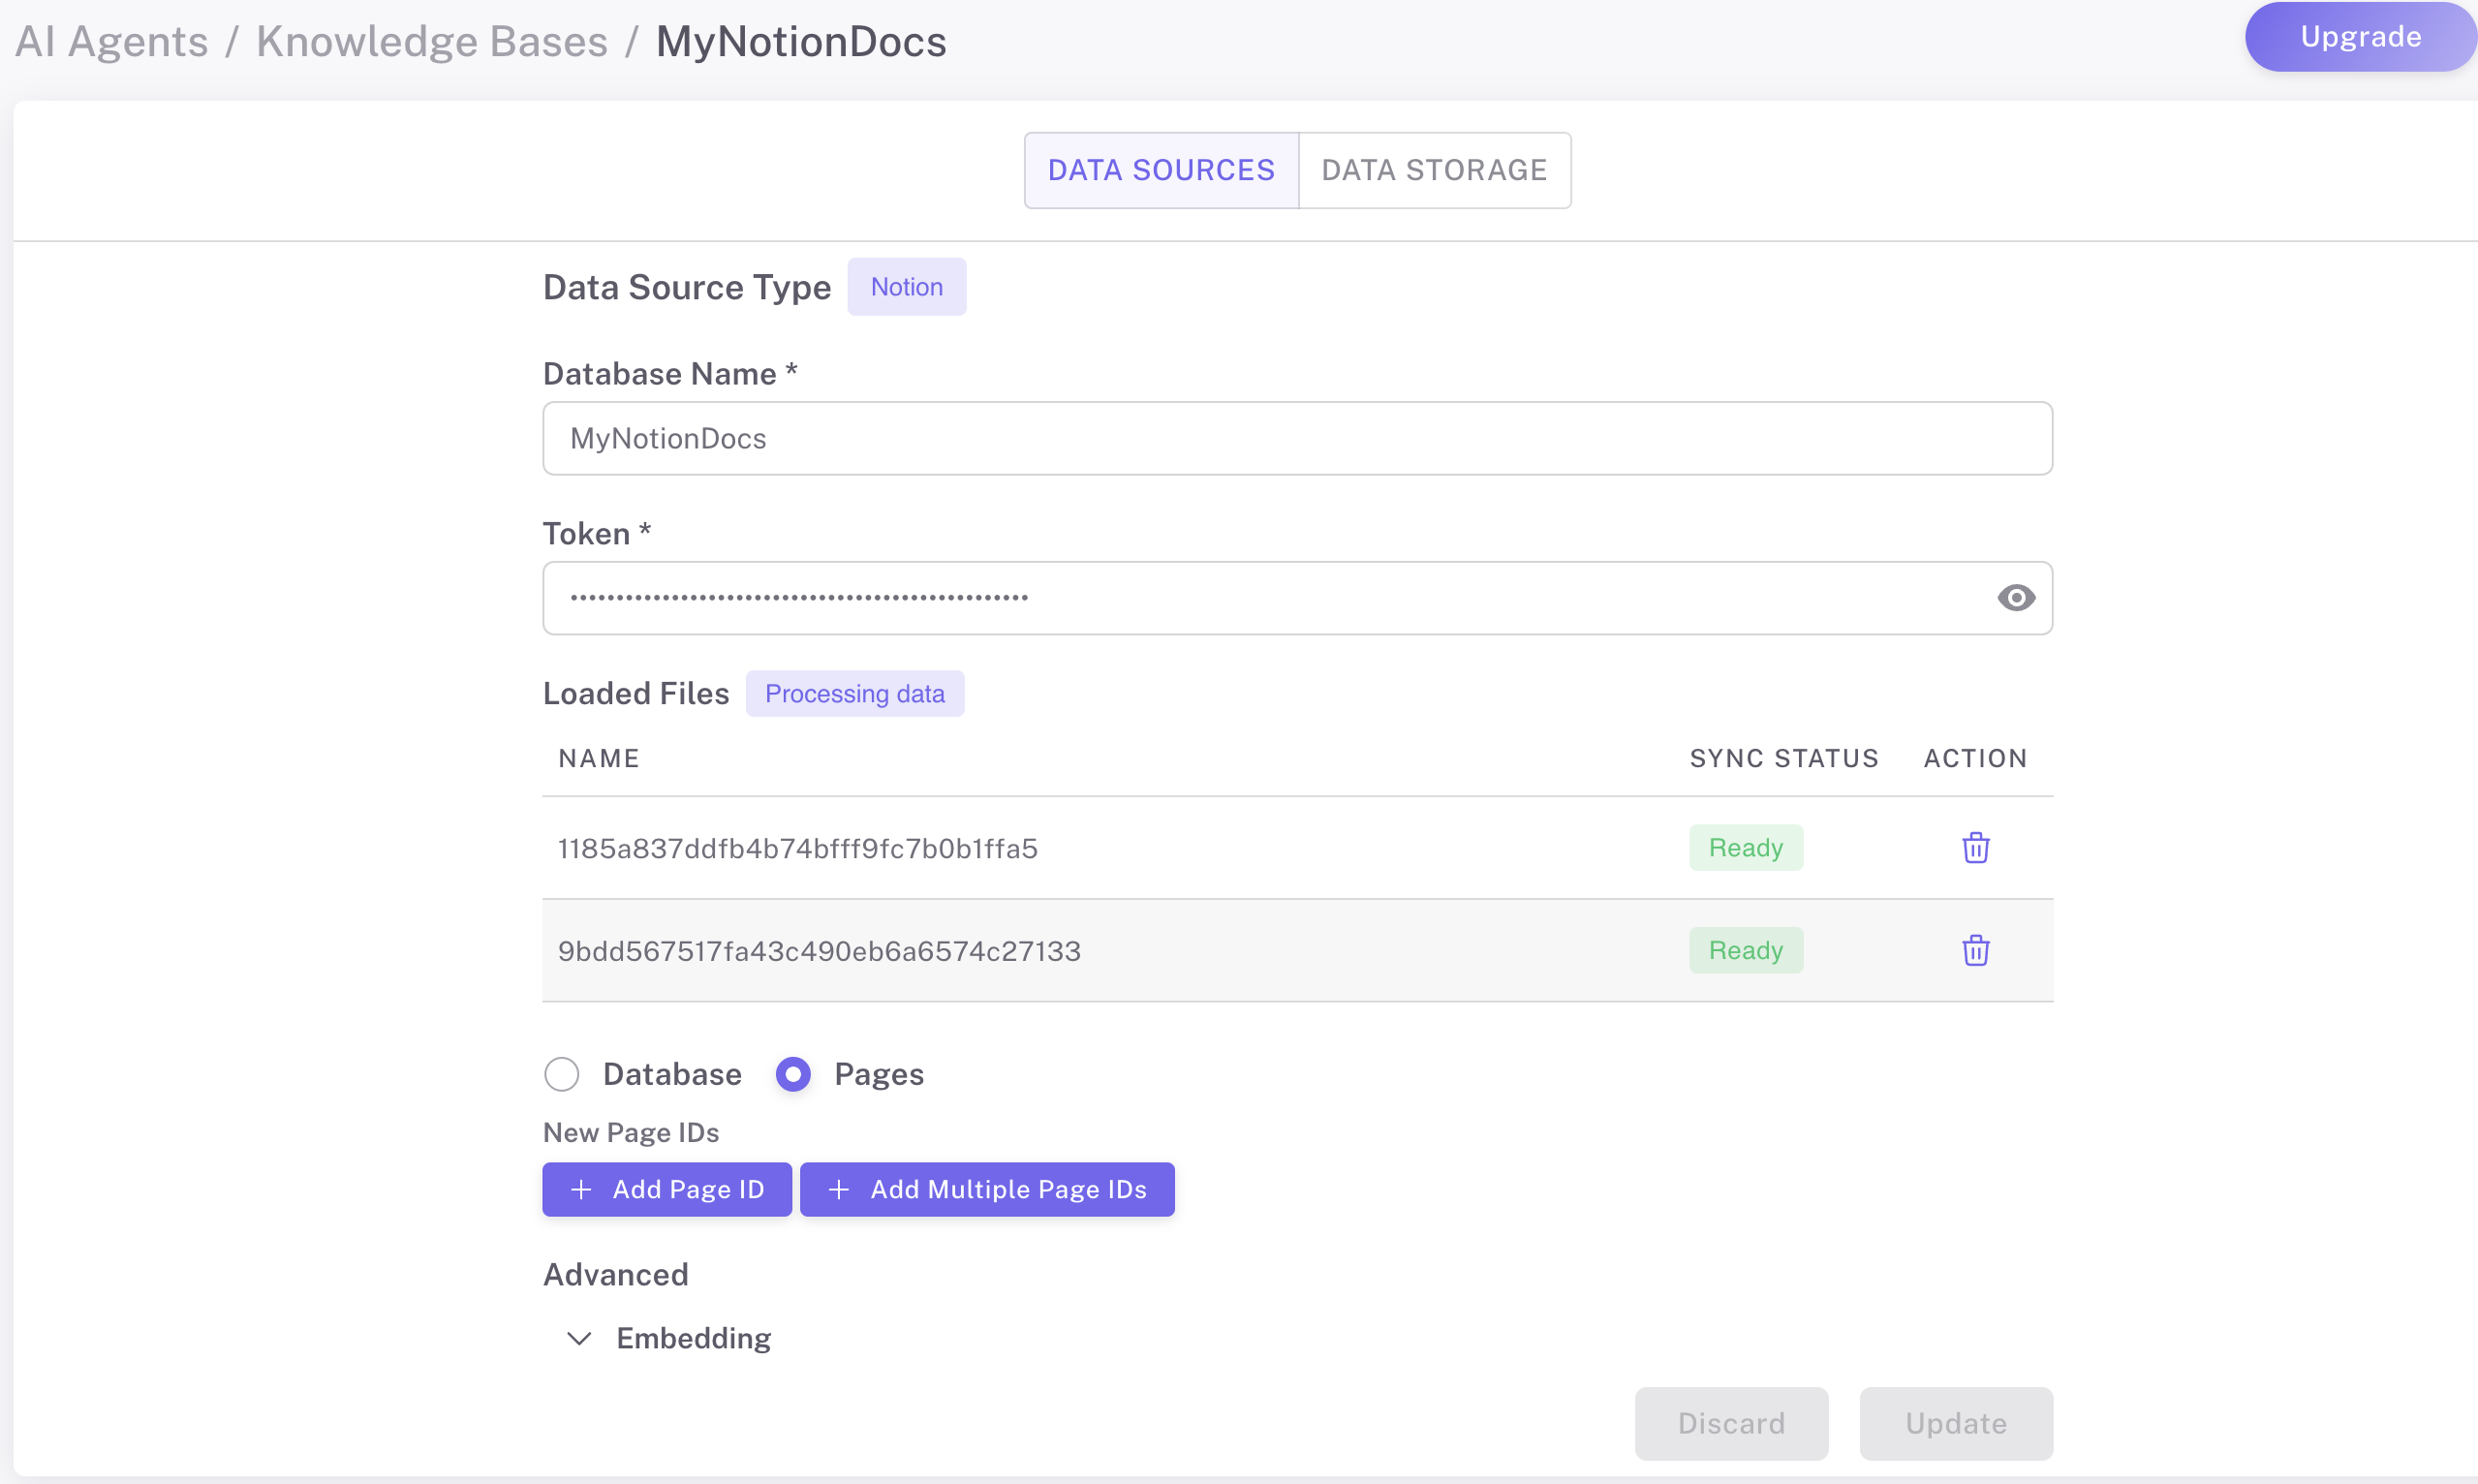 AI Agents / Knowledge Bases / MyNotionDocs
Upgrade
DATA SOURCES
DATA STORAGE
Data Source Type
Notion
Database Name *
MyNotionDocs
Token *
••••••••••••••••••••••••••••••••••••••••••••••••••
Loaded Files
Processing data
NAME
SYNC STATUS
ACTION
1185a837ddfb4b74bfff9fc7b0b1ffa5
Ready
9bdd567517fa43c490eb6a6574c27133
Ready
Database
Pages
New Page IDs
+ Add Page ID
+ Add Multiple Page IDs
Advanced
Embedding
Discard
Update